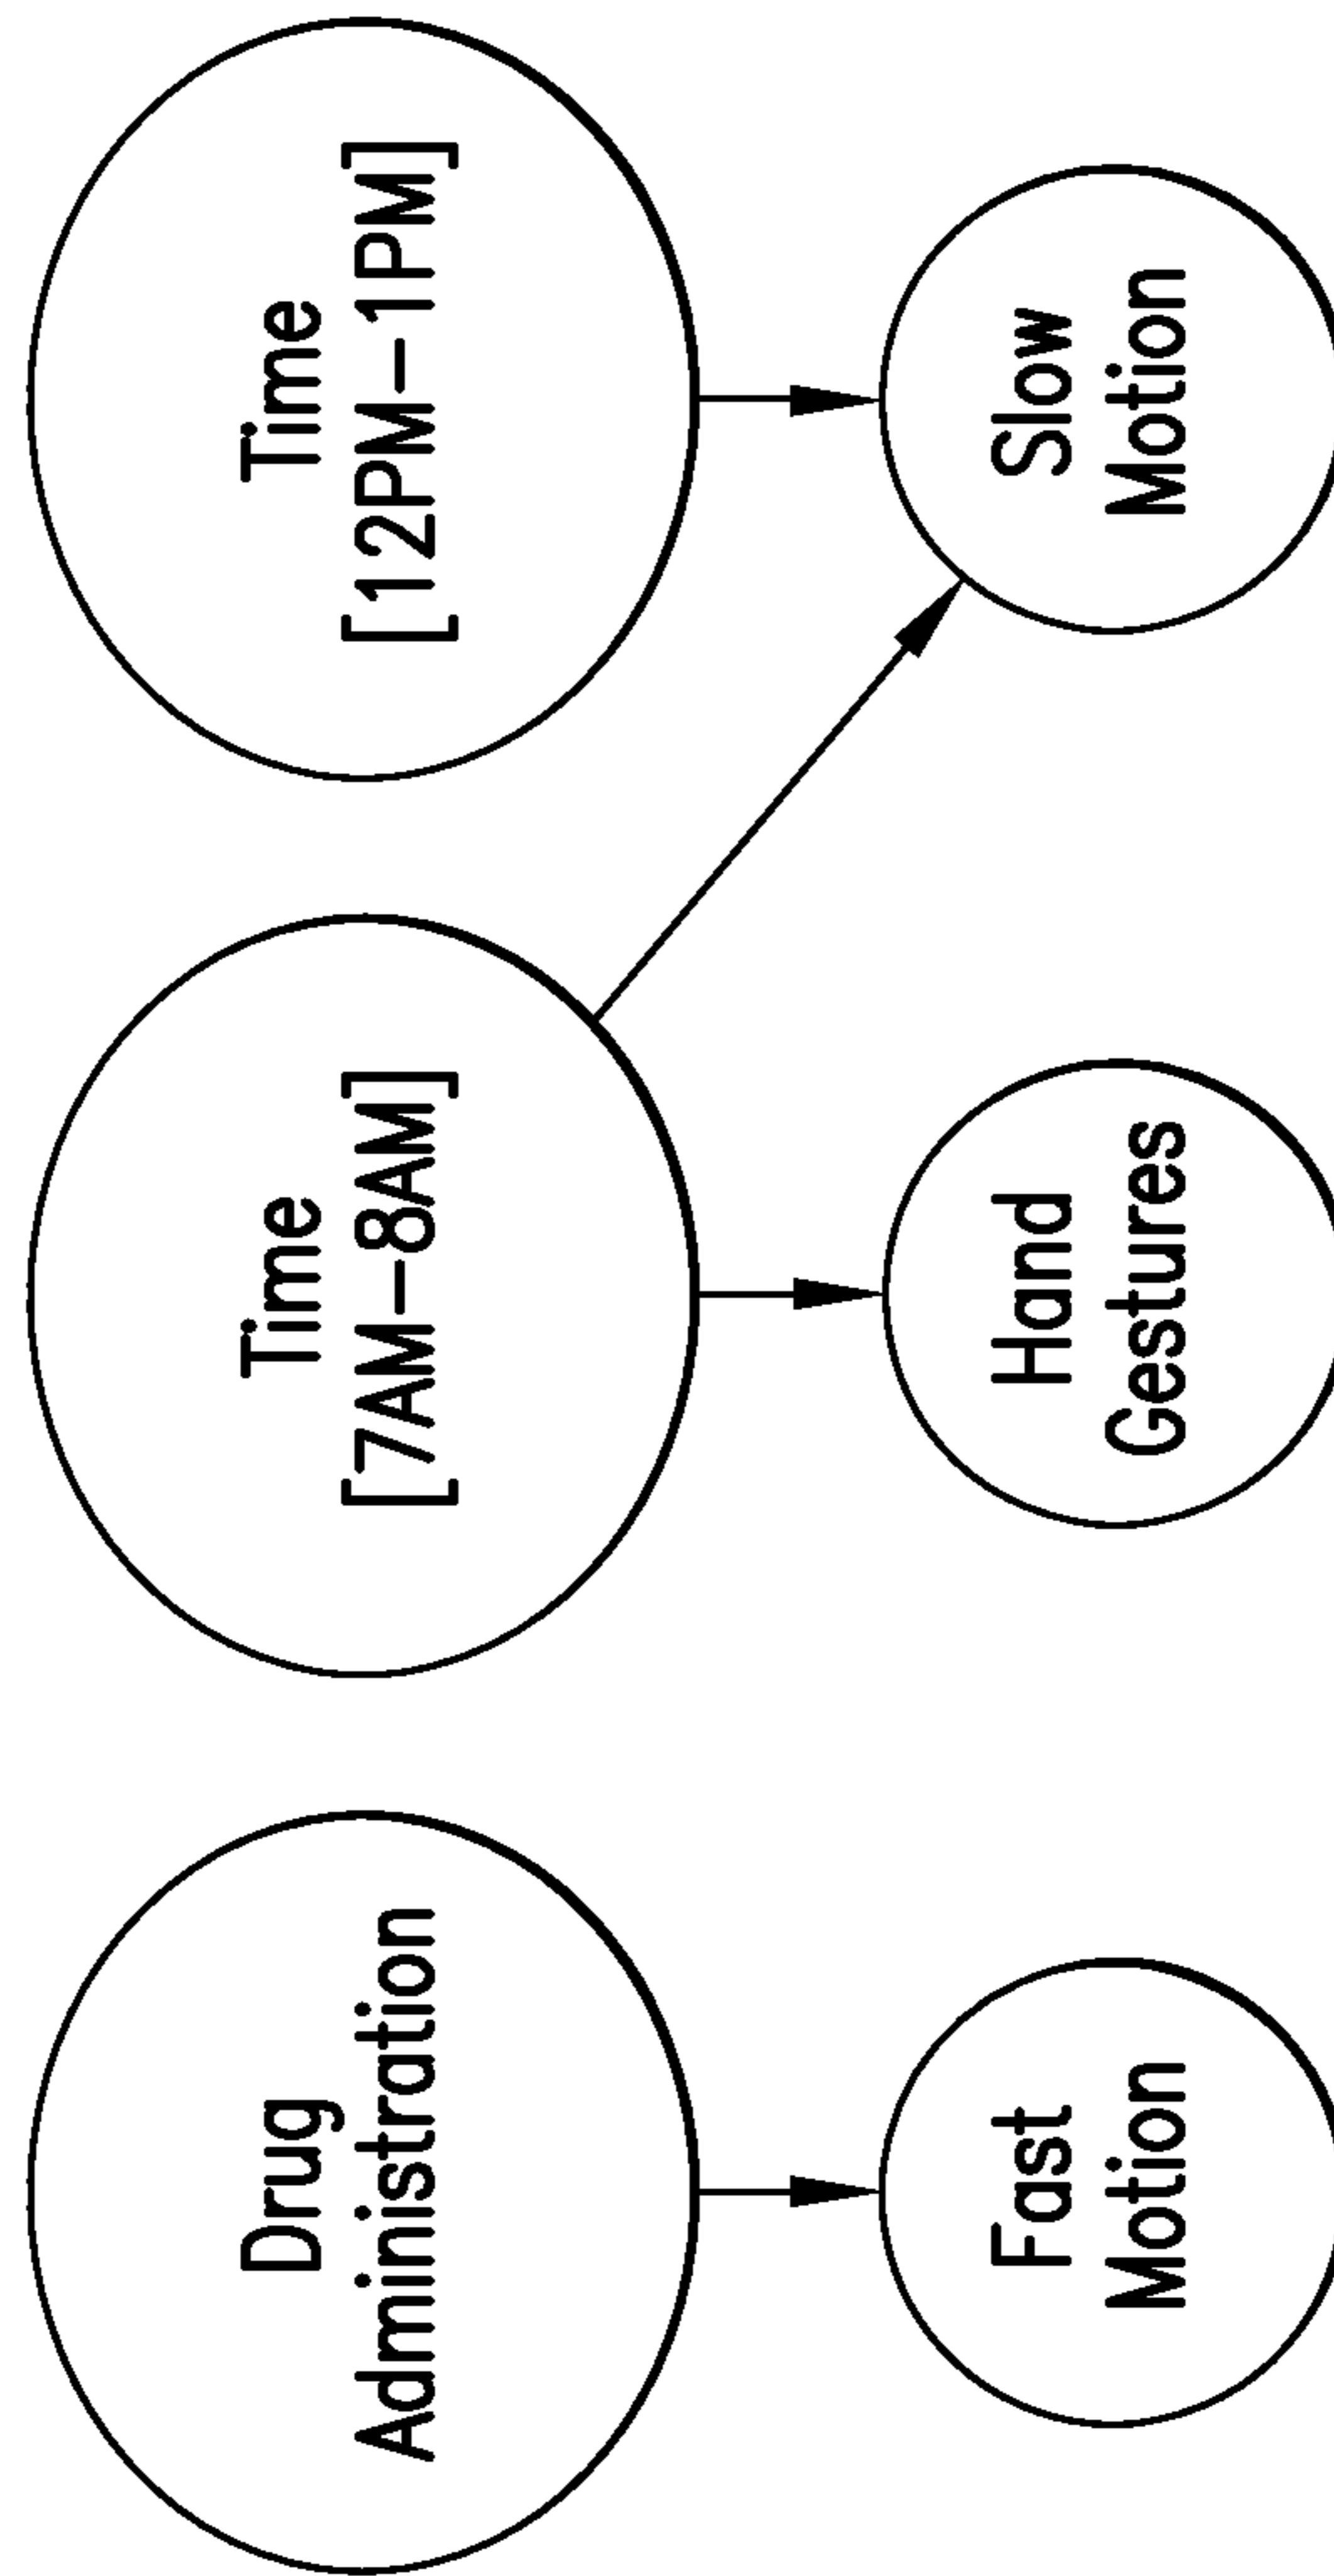 Drug
Administration
Time
[7AM-8AM]
Time
[12PM-1PM]
Fast
Motion
Hand
Gestures
Slow
Motion